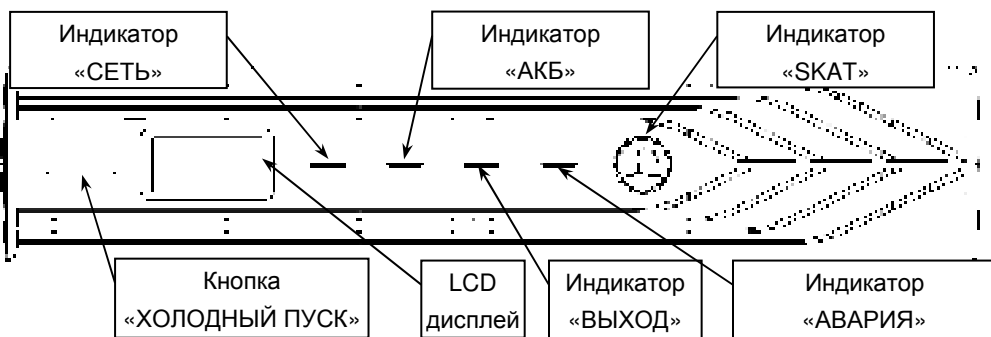 Индикатор
«СЕТЬ»
Индикатор
«АКБ»
Индикатор
«SKAT»
Кнопка
«ХОЛОДНЫЙ ПУСК»
LCD
дисплей
Индикатор
«ВЫХОД»
Индикатор
«АВАРИЯ»